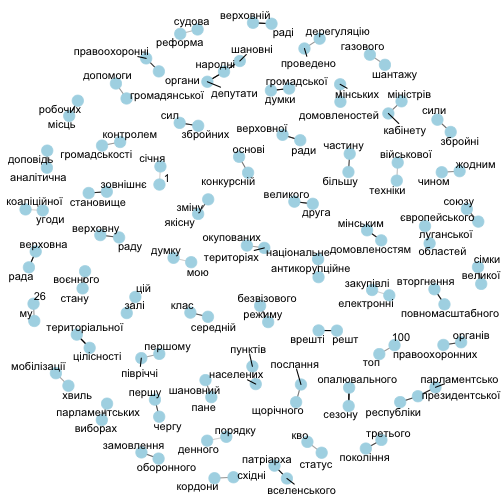 судова
реформа
верховній
раді
дерегуляцію
проведено
правоохоронні
органи
шановні
народні
депутати
газового
шантажу
допомоги
громадянської
громадської
думки
мінських
домовленостей
міністрів
кабінету
робочих
місць
сил
збройних
сили
збройні
контролем
громадськості
верховної
ради
доповідь
аналітична
січня
1
основі
конкурсній
частину
більшу
військової
техніки
жодним
чином
зовнішнє
становище
коаліційної
угоди
зміну
якісну
великого
друга
союзу
європейського
верховну
раду
мінським
домовленостям
луганської
областей
верховна
рада
думку
мою
окупованих
територіях
національне
антикорупційне
сімки
великої
воєнного
стану
цій
залі
закупівлі
електронні
вторгнення
повномасштабного
26
му
клас
середній
безвізового
режиму
територіальної
цілісності
врешті
решт
100
топ
органів
правоохоронних
першому
півріччі
пунктів
населених
послання
щорічного
мобілізації
хвиль
шановний
пане
опалювального
сезону
парламентсько
президентської
республіки
парламентських
виборах
першу
чергу
замовлення
оборонного
порядку
денного
кво
статус
третього
покоління
кордони
східні
патріарха
вселенського